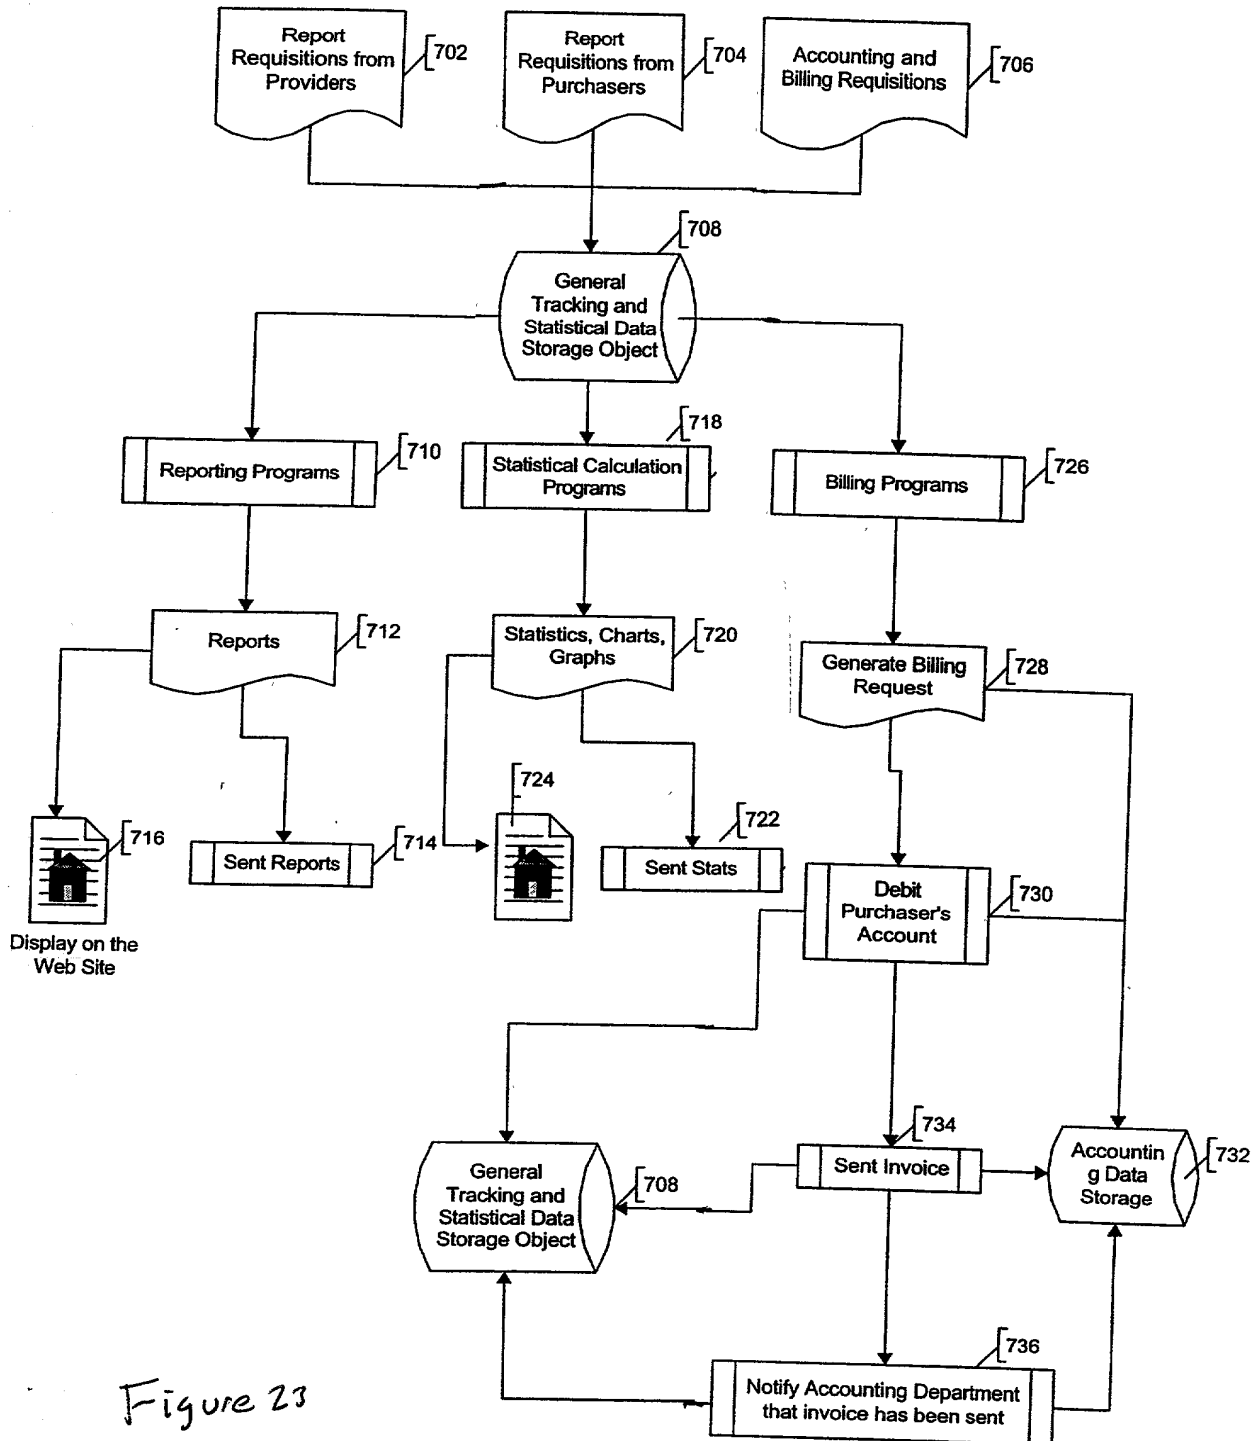 Report
Requisitions from
Providers
702
Report
Requisitions from
Purchasers
704
Accounting and
Billing Requisitions
706
708
General
Tracking and
Statistical Data
Storage Object
Reporting Programs
710
718
Statistical Calculation
Programs
Billing Programs
726
Reports
712
Statistics, Charts,
Graphs
720
Generate Billing
Request
728
716
Display on the
Web Site
Sent Reports
714
724
722
Sent Stats
Debit
Purchaser's
Account
730
General
Tracking and
Statistical Data
Storage Object
708
734
Sent Invoice
Accountin
g Data
Storage
732
736
Notify Accounting Department
that invoice has been sent
Figure 23